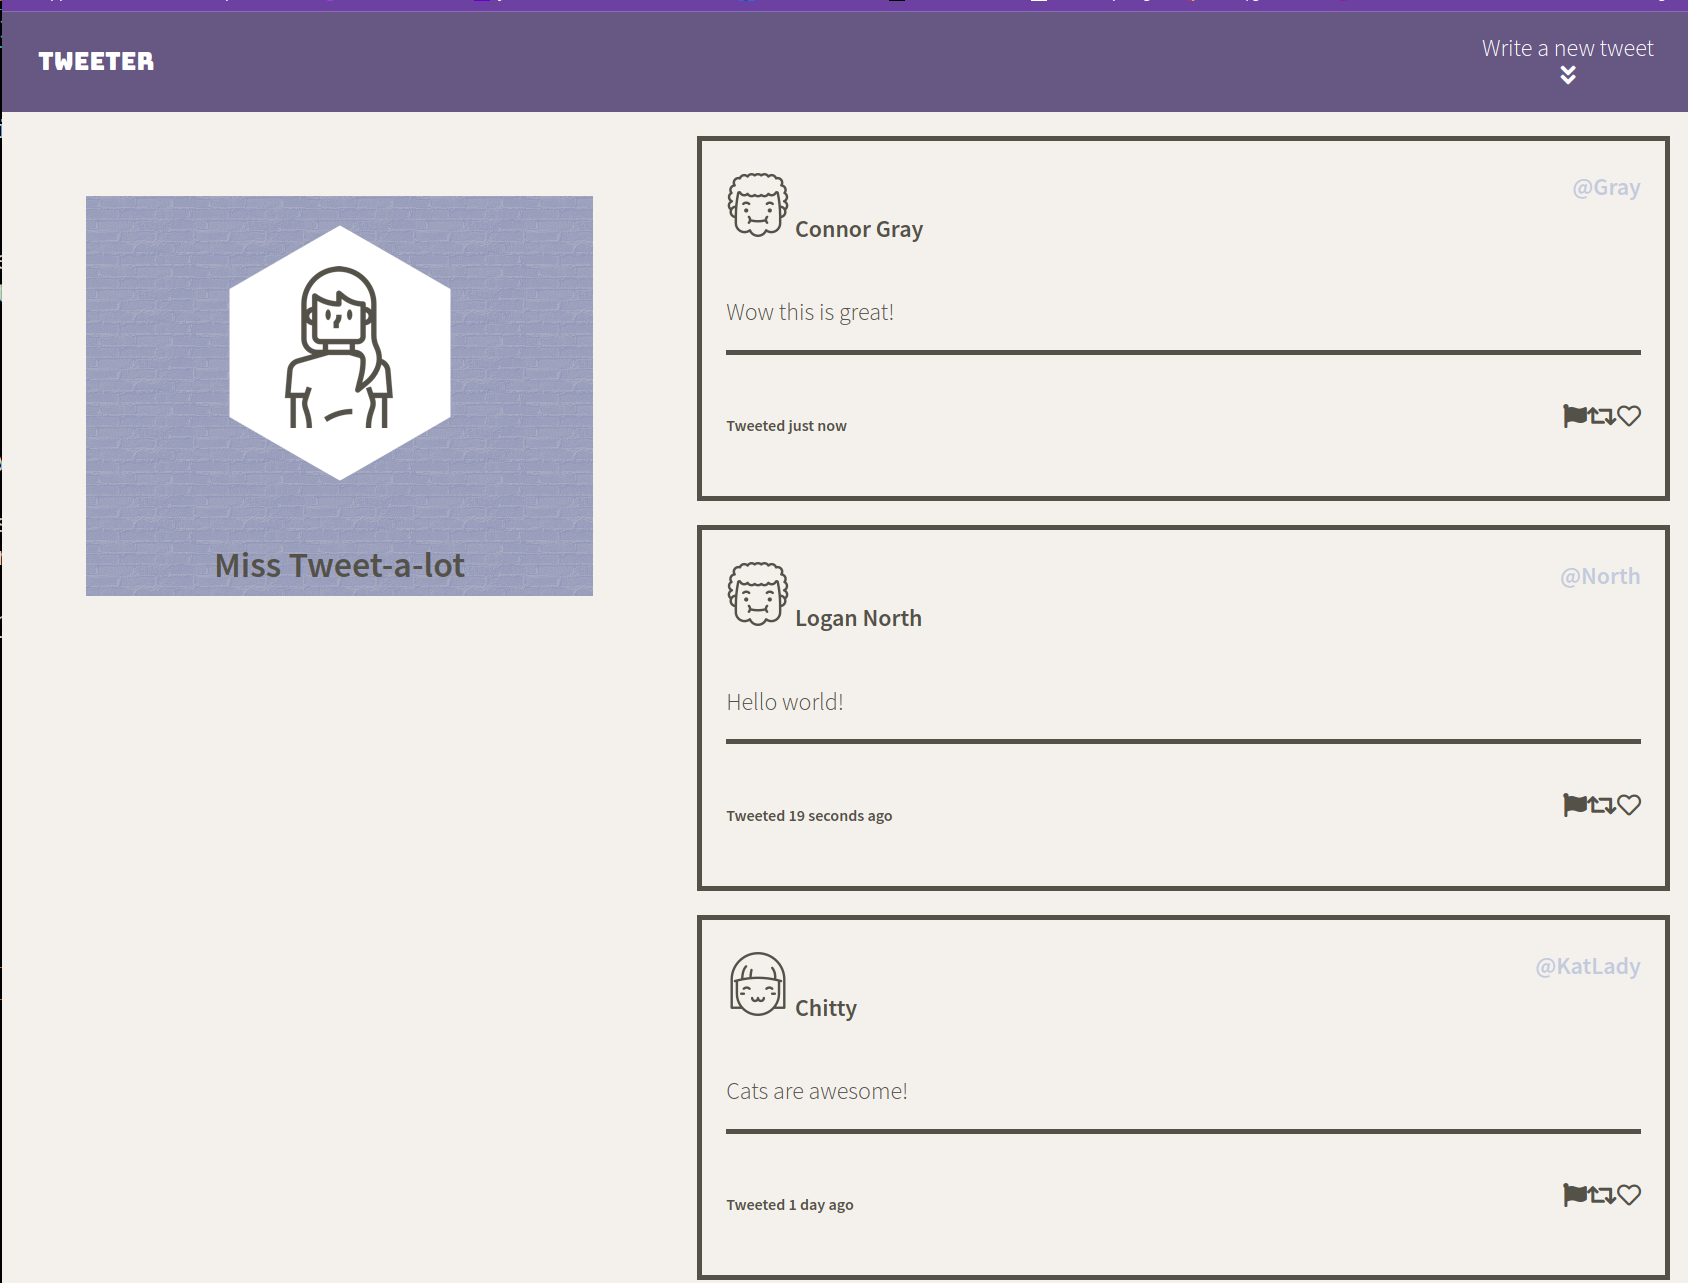 TWEETER
Write a new tweet
Miss Tweet-a-lot
@Gray
Connor Gray
Wow this is great!
Tweeted just now
@North
Logan North
Hello world!
Tweeted 19 seconds ago
@KatLady
Chitty
Cats are awesome!
Tweeted 1 day ago